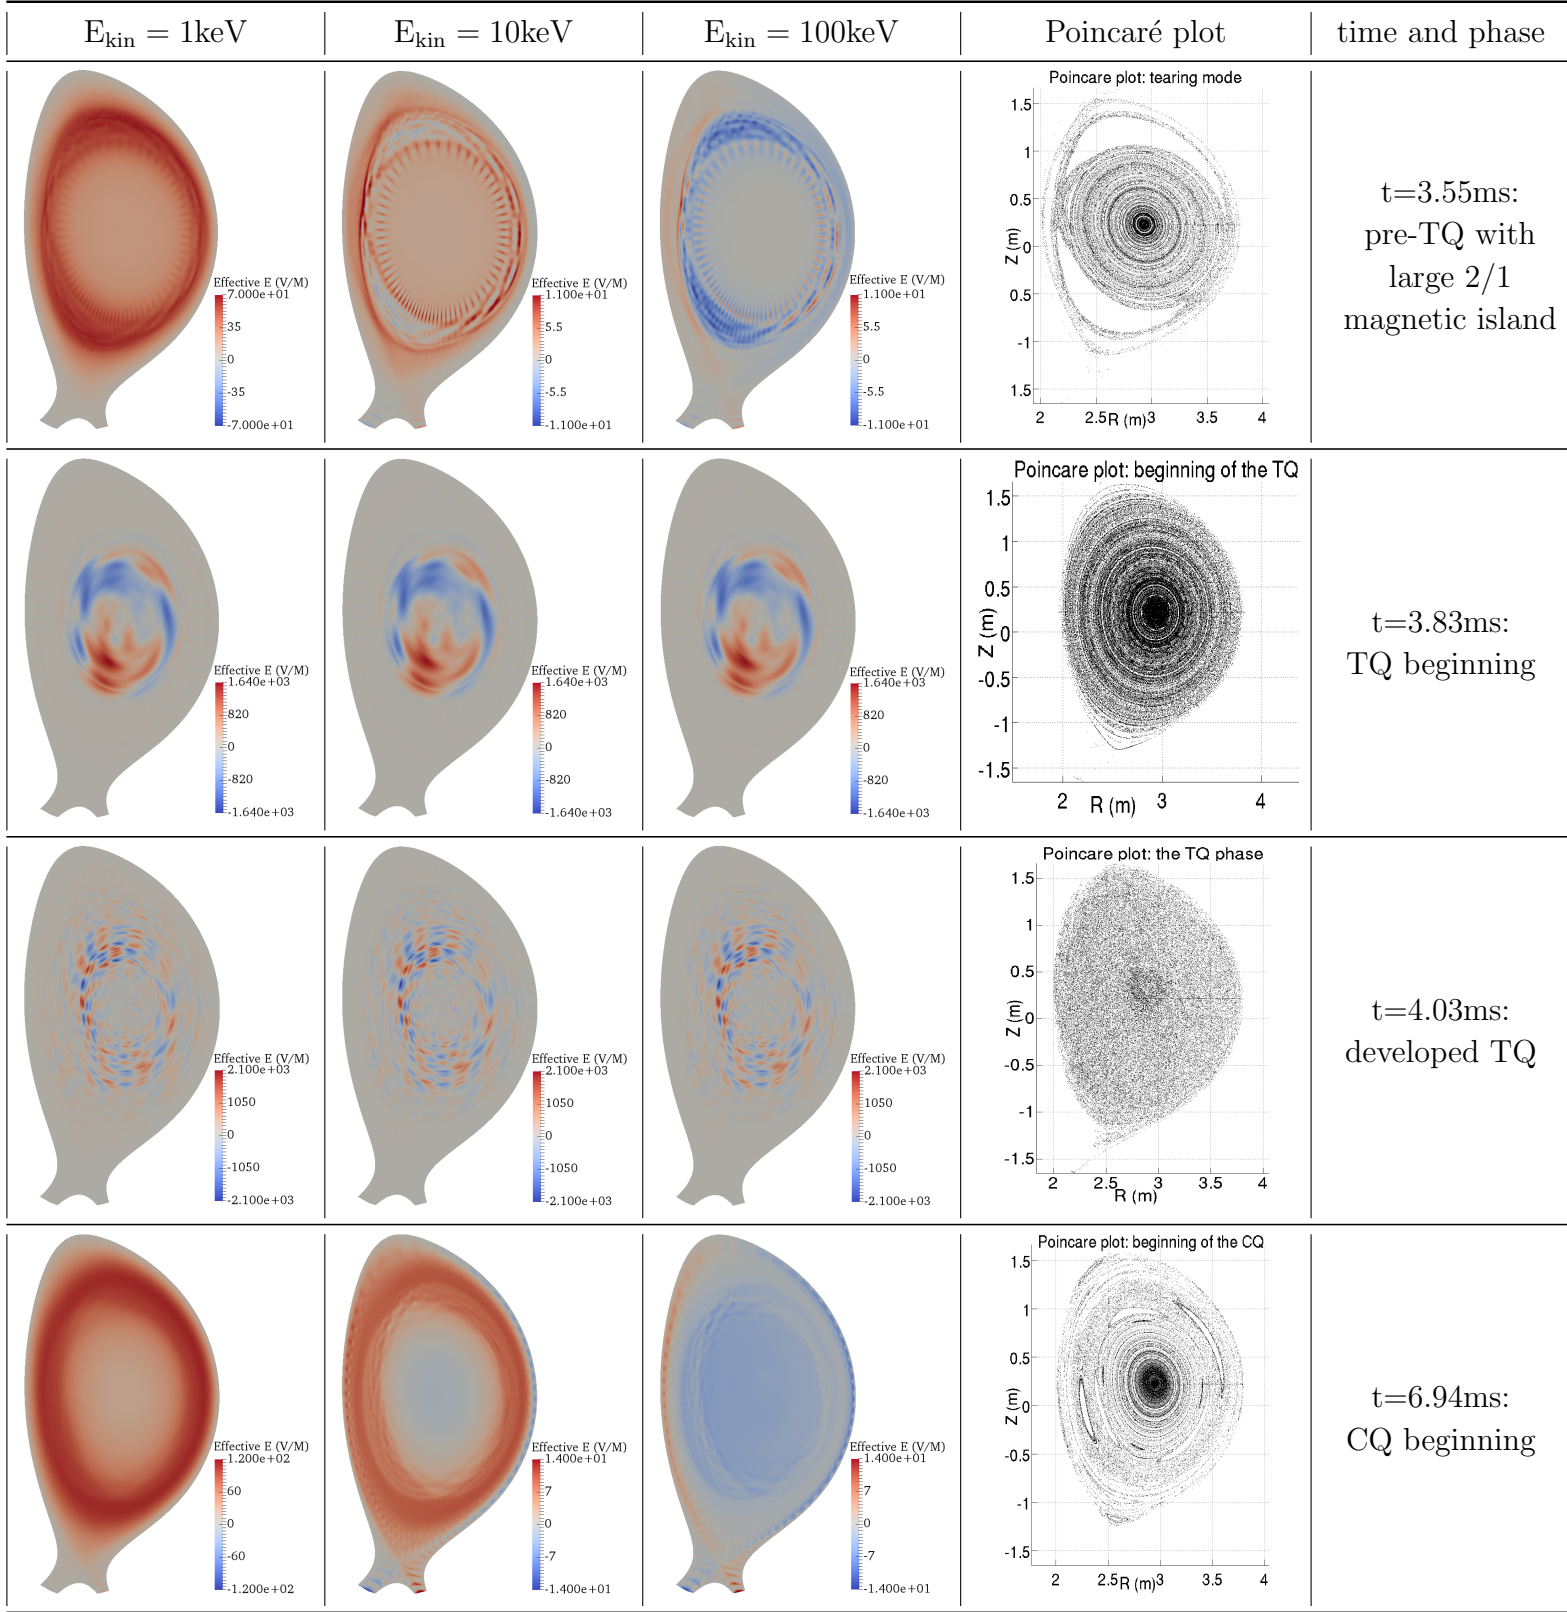 E_kin = 1keV
E_kin = 10keV
E_kin = 100keV
Poincaré plot
time and phase
Effective E (V/M)
7.000e+01
35
0
-35
-7.000e+01
Effective E (V/M)
1.100e+01
5.5
0
-5.5
-1.100e+01
Effective E (V/M)
1.100e+01
5.5
0
-5.5
-1.100e+01
Poincare plot: tearing mode
1.5
1
0.5
0
0.5
-1
1.5
Z (m)
2
2.5
R (m)
3
3.5
4
t=3.55ms:
pre-TQ with
large 2/1
magnetic island
Effective E (V/M)
1.640e+03
820
0
-820
-1.640e+03
Effective E (V/M)
1.640e+03
820
0
-820
-1.640e+03
Effective E (V/M)
1.640e+03
820
0
-820
-1.640e+03
Poincare plot: beginning of the TQ
1.5
1
0.5
0
-0.5
-1
-1.5
Z (m)
2
3
4
R (m)
t=3.83ms:
TQ beginning
Effective E (V/M)
2.100e+03
1050
0
-1050
-2.100e+03
Effective E (V/M)
2.100e+03
1050
0
-1050
-2.100e+03
Effective E (V/M)
2.100e+03
1050
0
-1050
-2.100e+03
Poincare plot: the TQ phase
1.5
1
0.5
0
-0.5
-1
-1.5
Z (m)
2
2.5
3
3.5
4
R (m)
t=4.03ms:
developed TQ
Effective E (V/M)
1.200e+02
60
0
-60
-1.200e+02
Effective E (V/M)
1.400e+01
7
0
-7
-1.400e+01
Effective E (V/M)
1.400e+01
7
0
-7
-1.400e+01
Poincare plot: beginning of the CQ
1.5
1
0.5
0
-0.5
-1
-1.5
Z (m)
2
2.5
R (m)
3
3.5
4
t=6.94ms:
CQ beginning